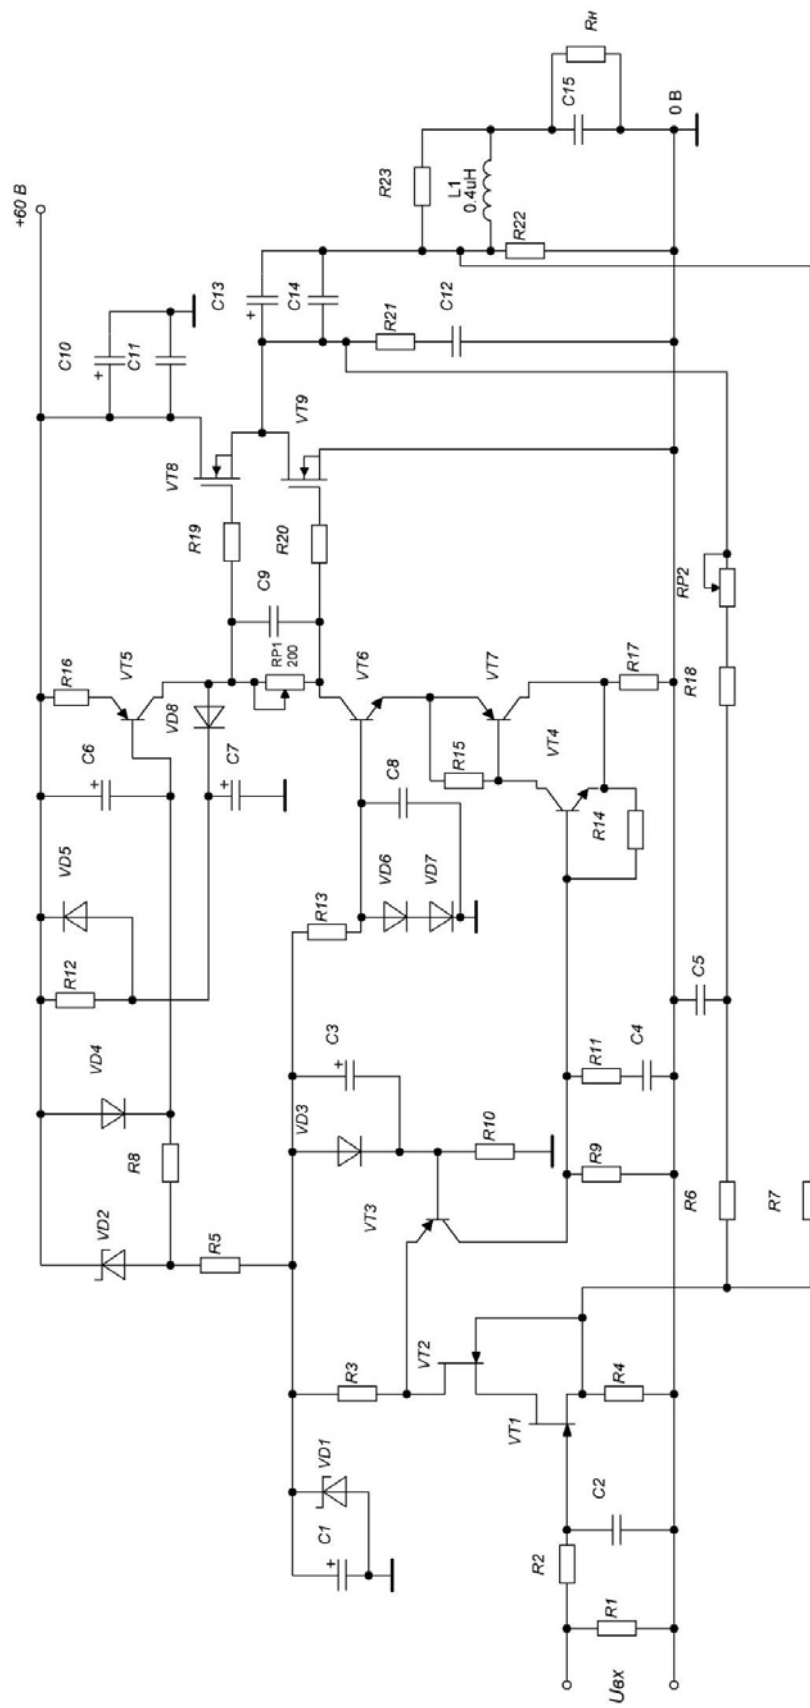 +60 В
VD2
VD4
R12
VD5
C6
R16
C10
R8
VT5
C11
VD8
VT8
R5
C7
R19
C13
C9
RP1
200
R20
VT9
C14
VD3
R13
C1
VD1
R3
VT3
C3
VD6
C8
VT6
R23
VT2
R10
VD7
R15
VT7
R21
C12
L1
0.4uH
VT1
R2
VT4
R22
C15
Rн
C2
R9
R11
C4
R14
R17
Uвх
R1
0 В
R6
C5
R18
RP2
R7